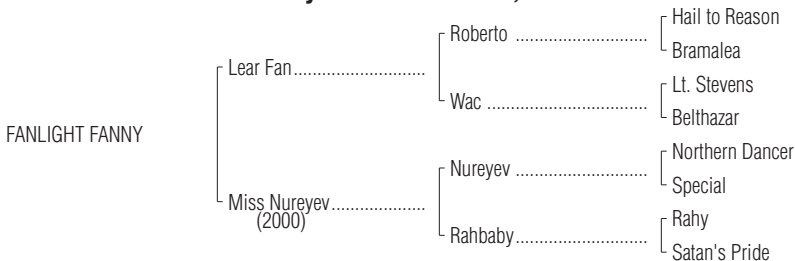 Hail to Reason
Roberto ............................
Bramalea
Lear Fan............................
Lt. Stevens
Wac ..................................
Belthazar
FANLIGHT FANNY
Northern Dancer
Nureyev ............................
Special
Miss Nureyev....................
(2000)
Rahy
Rahbaby............................
Satan's Pride